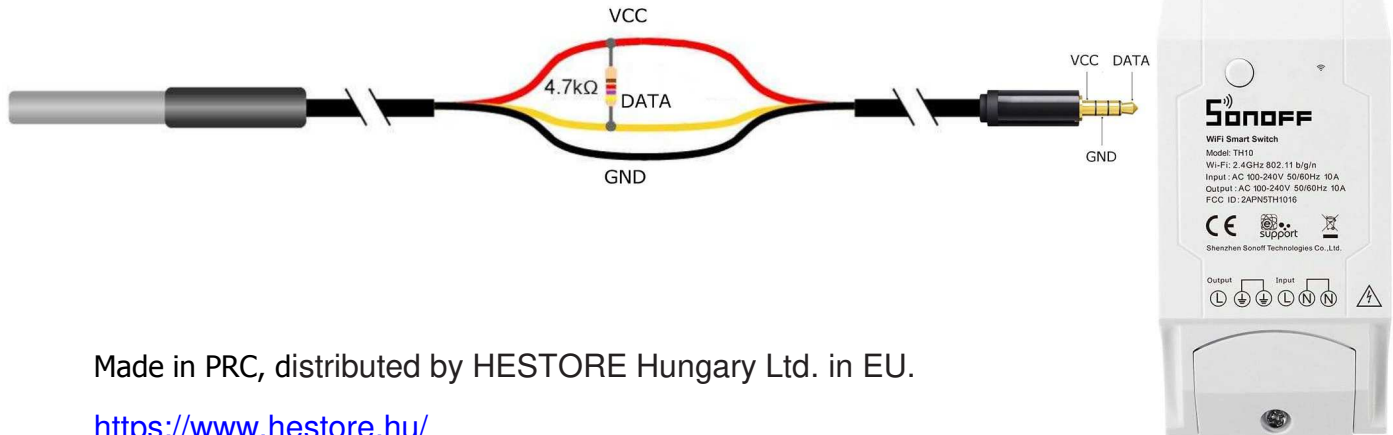 VCC
4.7kΩ
DATA
GND
VCC DATA
GND
SONOFF
WiFi Smart Switch
Model: TH10
Wi-Fi: 2.4GHz 802.11 b/g/n
Input : AC 100-240V 50/60Hz 10A
Output : AC 100-240V 50/60Hz 10A
FCC ID: 2APN5TH1016
CE
e support
Shenzhen Sonoff Technologies Co.,Ltd.
Output Input
L L N N
Made in PRC, distributed by HESTORE Hungary Ltd. in EU.
https://www.hestore.hu/